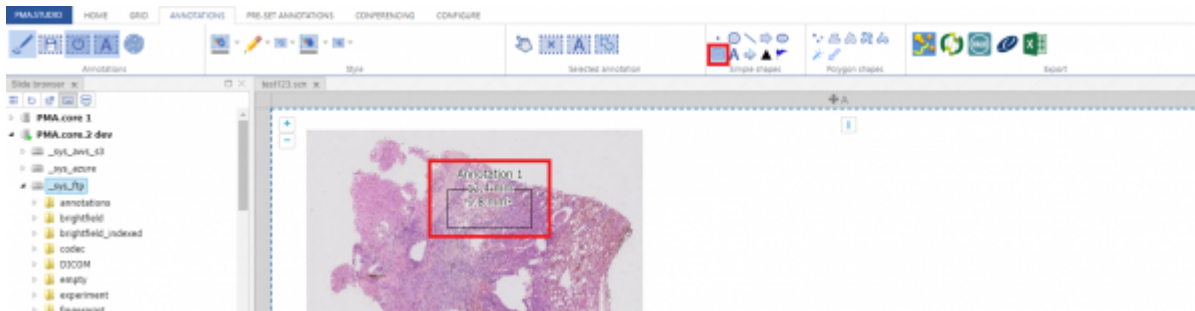 PMA.STUDIO HOME GRID ANNOTATIONS PRE-SET ANNOTATIONS CONFERENCING CONFIGURE
Annotations Style Selected annotation Simple shapes Polygon shapes Export
Slide browser test123.scn
A
PMA.core 1
PMA.core.2 dev
_sys_aws_s3
_sys_azure
_sys_ftp
annotations
brightfield
brightfield_indexed
codec
DICOM
empty
experiment
Annotation 1